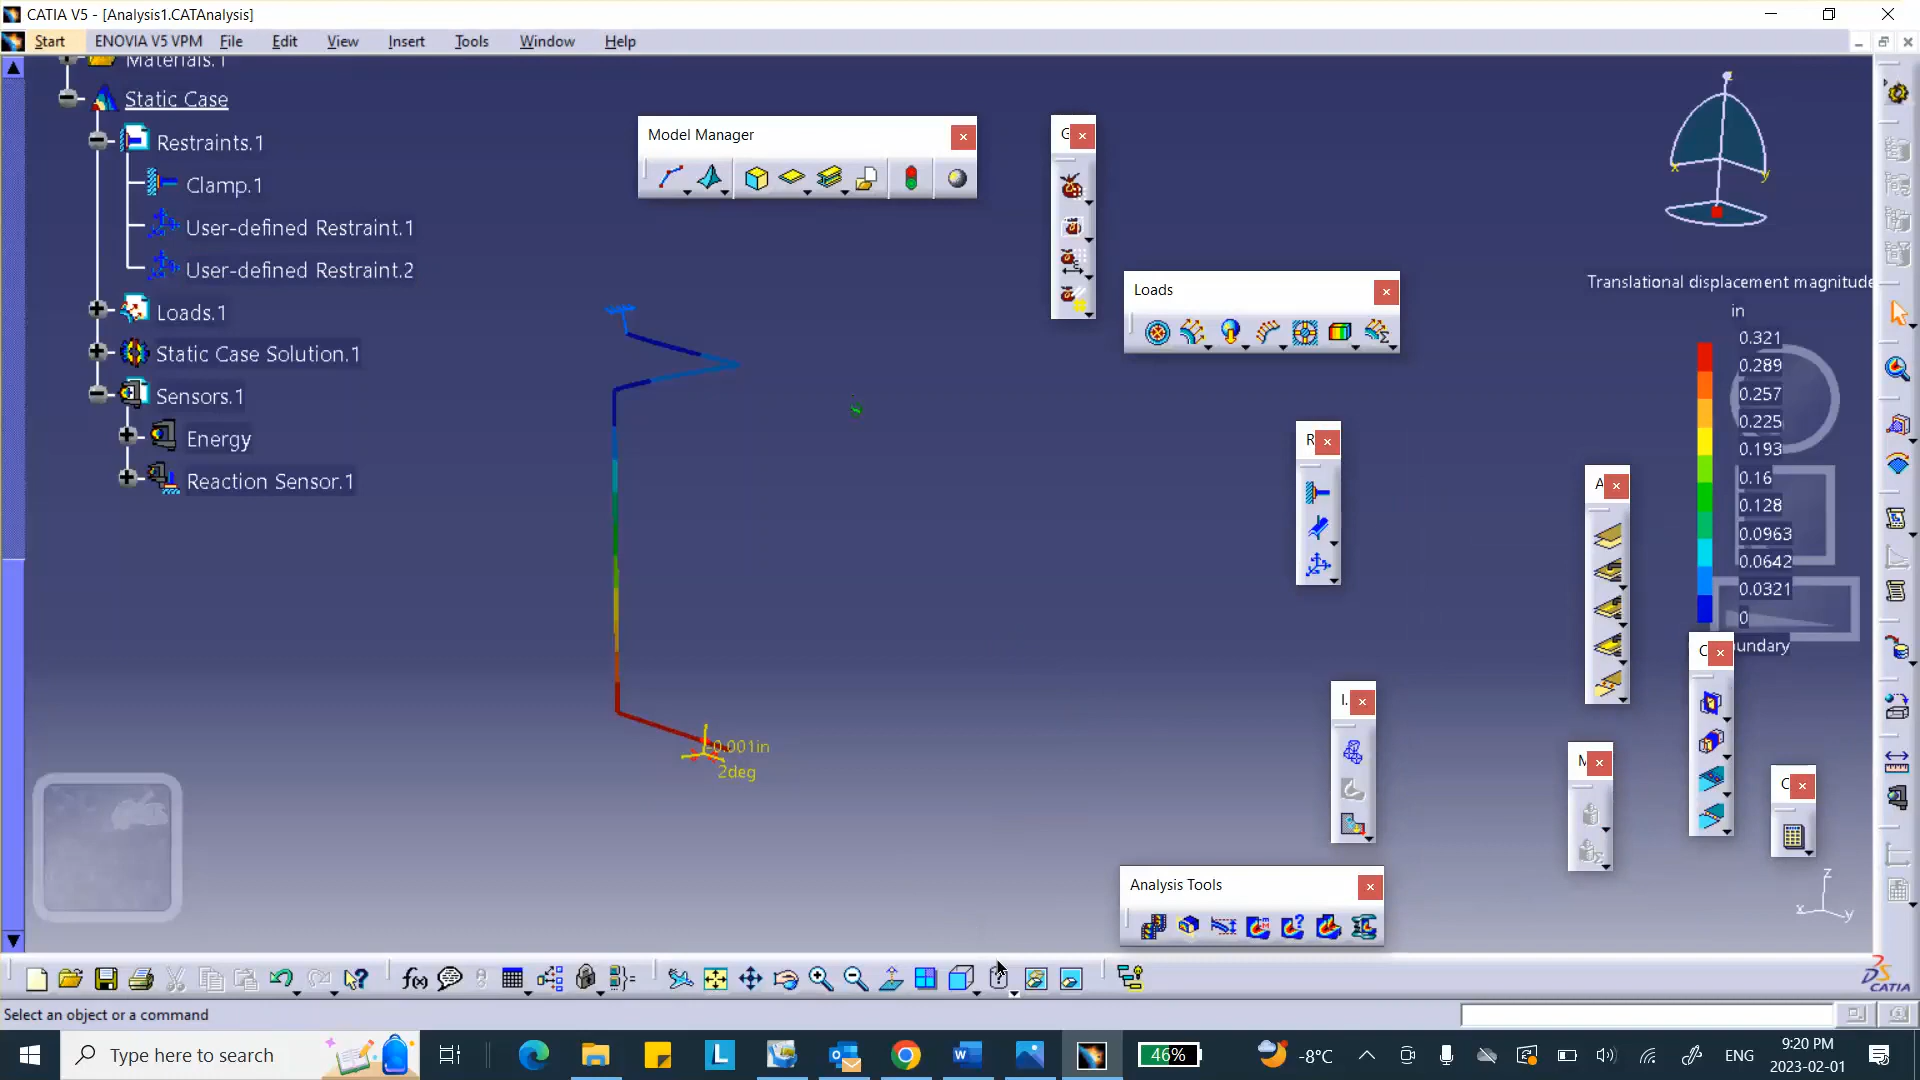 CATIA V5 - [Analysis1.CATAnalysis]
Start ENOVIA V5 VPM File Edit View Insert Tools Window Help
Materials.1
Static Case
Restraints.1
Clamp.1
User-defined Restraint.1
User-defined Restraint.2
Loads.1
Static Case Solution.1
Sensors.1
Energy
Reaction Sensor.1
Model Manager
G
Loads
R
A
I.
M
C
C
Analysis Tools
x
y
z
Translational displacement magnitude
in
0.321
0.289
0.257
0.225
0.193
0.16
0.128
0.0963
0.0642
0.0321
0
undary
-0.001in
2deg
z
x
y
f(x)
DS
CATIA
Select an object or a command
Type here to search
L
46%
-8°C
ENG
9:20 PM
2023-02-01